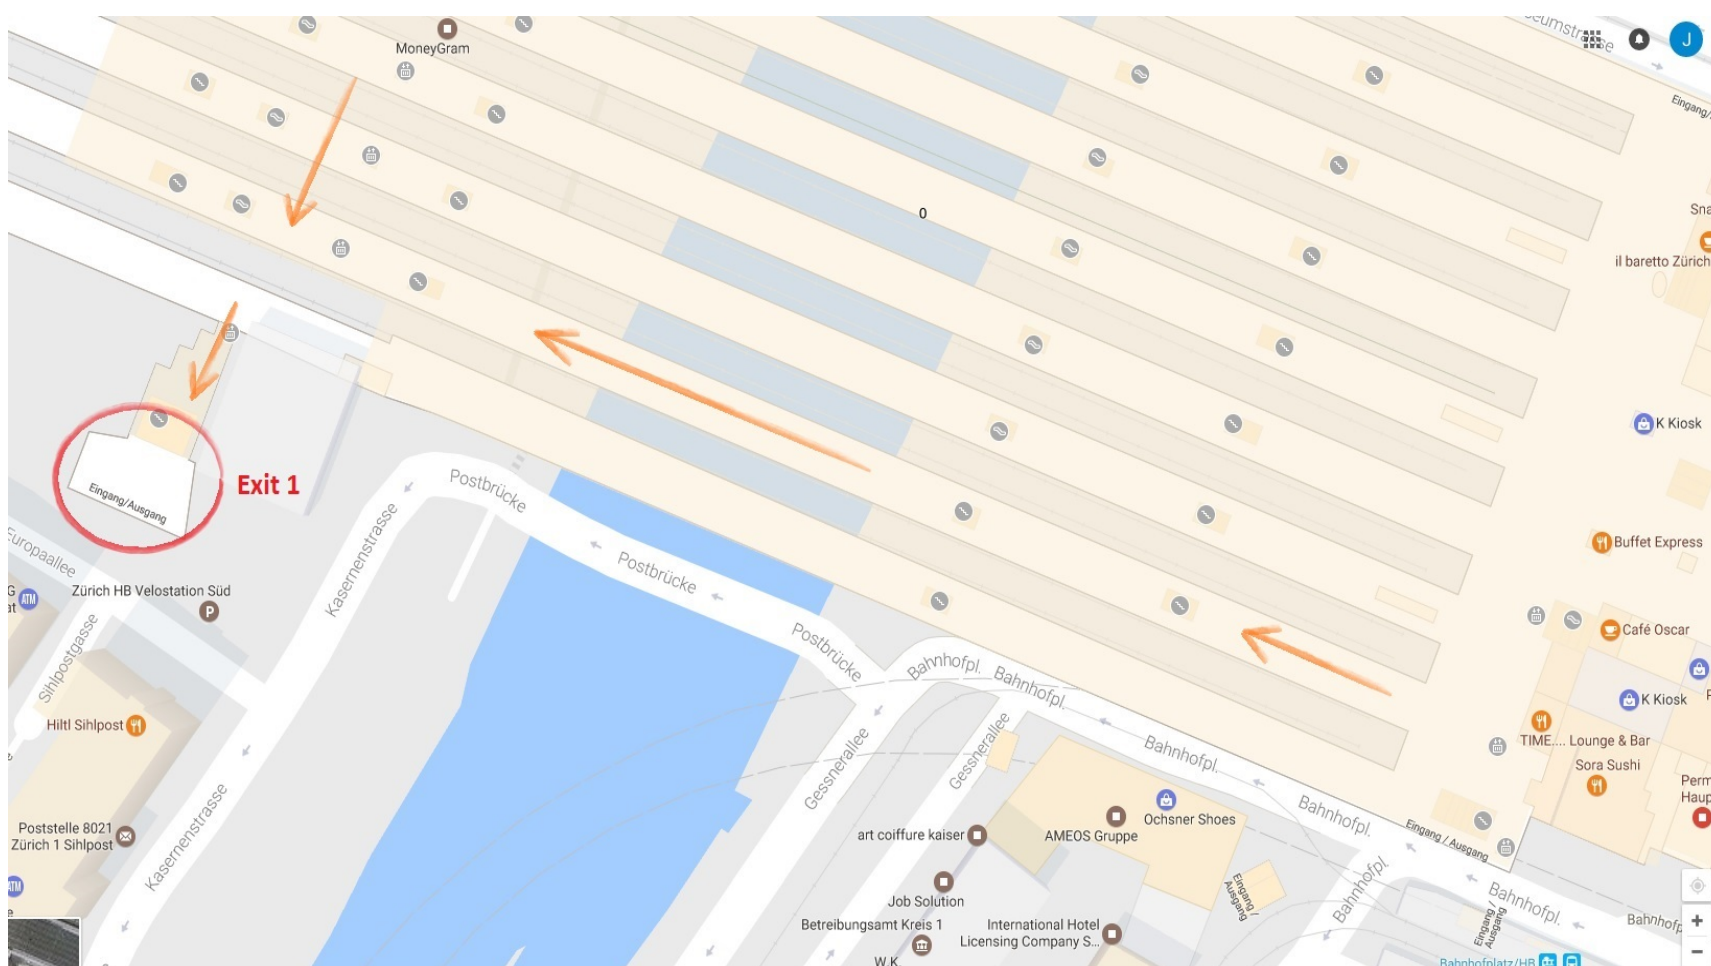 MoneyGram
J
Eingang/
0
il baretto Zürich
K Kiosk
Exit 1
Eingang/Ausgang
Postbrücke
Kasernenstrasse
Europaallee
Buffet Express
Postbrücke
ATM
Zürich HB Velostation Süd
P
Café Oscar
Postbrücke
Sihlpostgasse
Bahnhofpl.
Bahnhofpl.
K Kiosk
Hiltl Sihlpost
Gessnerallee
Gessnerallee
Bahnhofpl.
TIME.... Lounge & Bar
Sora Sushi
Bahnhofpl.
Poststelle 8021
Zürich 1 Sihlpost
Kasernenstrasse
art coiffure kaiser
AMEOS Gruppe
Ochsner Shoes
Eingang / Ausgang
Bahnhofpl.
Bahnhofpl.
ATM
Job Solution
Eingang /
Ausgang
Betreibungsamt Kreis 1
International Hotel
Licensing Company S...
Eingang /
Ausgang
W.K.
Bahnhofplatz/HB
+
−